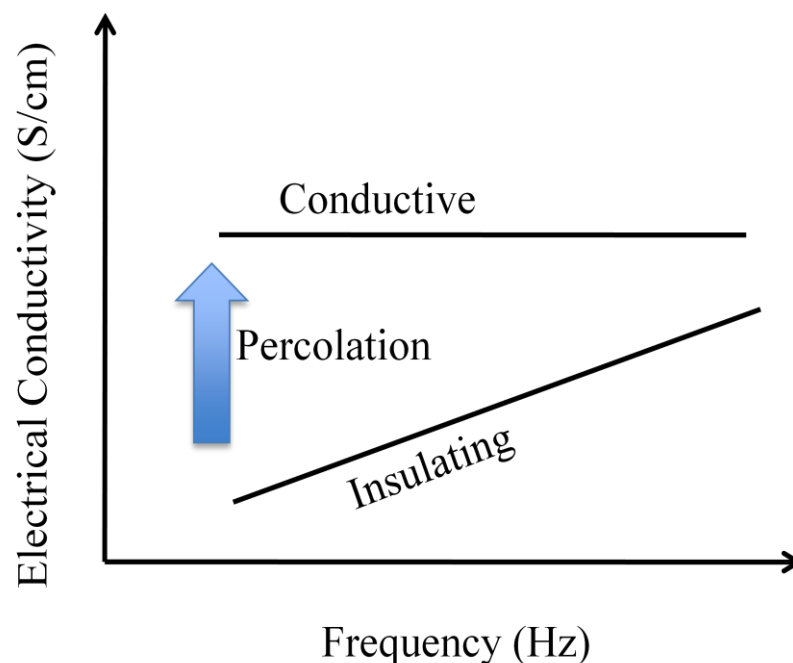 Electrical Conductivity (S/cm)
Conductive
Percolation
Insulating
Frequency (Hz)